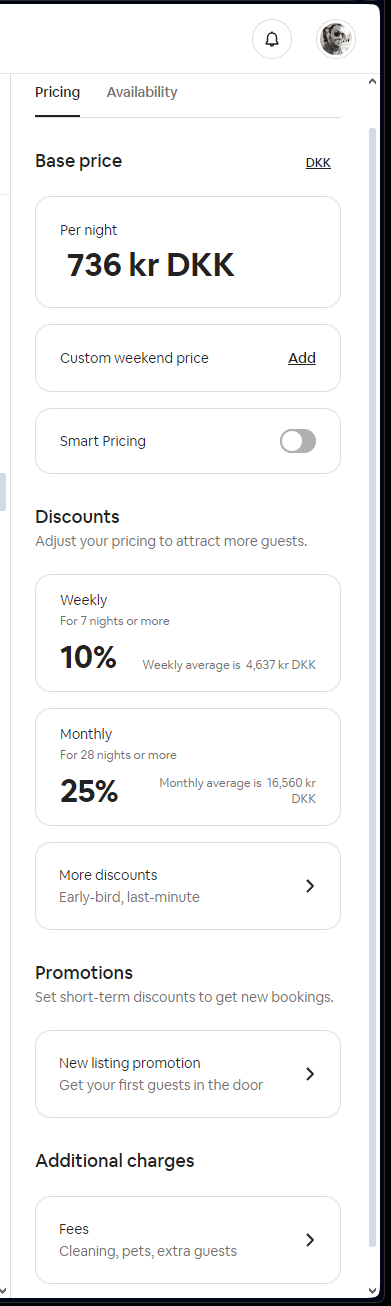 Pricing
Availability
Base price
DKK
Per night
736 kr DKK
Custom weekend price
Add
Smart Pricing
Discounts
Adjust your pricing to attract more guests.
Weekly
For 7 nights or more
10%
Weekly average is 4,637 kr DKK
Monthly
For 28 nights or more
25%
Monthly average is 16,560 kr
DKK
More discounts
Early-bird, last-minute
Promotions
Set short-term discounts to get new bookings.
New listing promotion
Get your first guests in the door
Additional charges
Fees
Cleaning, pets, extra guests